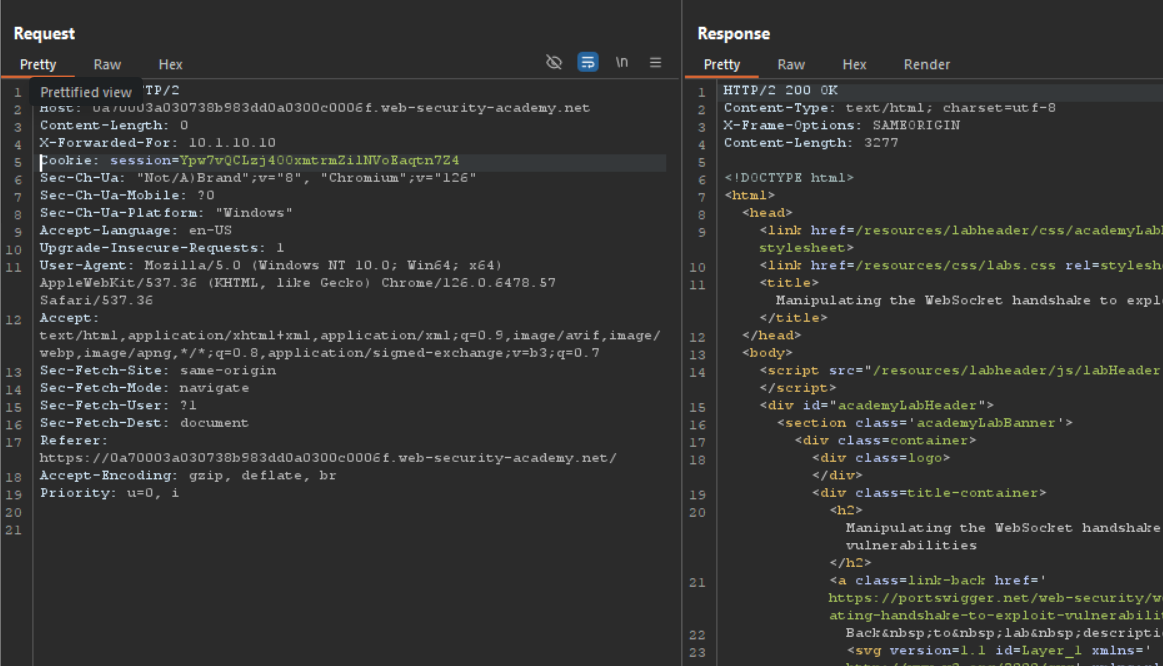 Request
Pretty
Raw
Hex
\n
Prettified view
1
TP/2
2
Host: 0a70003a030738b983dd0a0300c0006f.web-security-academy.net
3
Content-Length: 0
4
X-Forwarded-For: 10.1.10.10
5
Cookie: session=
6
Sec-Ch-Ua: "Not/A)Brand";v="8", "Chromium";v="126"
7
Sec-Ch-Ua-Mobile: ?0
8
Sec-Ch-Ua-Platform: "Windows"
9
Accept-Language: en-US
10
Upgrade-Insecure-Requests: 1
11
User-Agent: Mozilla/5.0 (Windows NT 10.0; Win64; x64)
AppleWebKit/537.36 (KHTML, like Gecko) Chrome/126.0.6478.57
Safari/537.36
12
Accept:
text/html,application/xhtml+xml,application/xml;q=0.9,image/avif,image/
webp,image/apng,*/*;q=0.8,application/signed-exchange;v=b3;q=0.7
13
Sec-Fetch-Site: same-origin
14
Sec-Fetch-Mode: navigate
15
Sec-Fetch-User: ?1
16
Sec-Fetch-Dest: document
17
Referer:
https://0a70003a030738b983dd0a0300c0006f.web-security-academy.net/
18
Accept-Encoding: gzip, deflate, br
19
Priority: u=0, i
20
21
Response
Pretty
Raw
Hex
Render
1
HTTP/2 200 OK
2
Content-Type: text/html; charset=utf-8
3
X-Frame-Options: SAMEORIGIN
4
Content-Length: 3277
5
6
<!DOCTYPE html>
7
<html>
8
<head>
9
<link href=/resources/labheader/css/academyLabH
stylesheet>
10
<link href=/resources/css/labs.css rel=stylesh
11
<title>
Manipulating the WebSocket handshake to expl
</title>
12
</head>
13
<body>
14
<script src="/resources/labheader/js/labHeader
</script>
15
<div id="academyLabHeader">
16
<section class='academyLabBanner'>
17
<div class=container>
18
<div class=logo>
</div>
19
<div class=title-container>
20
<h2>
Manipulating the WebSocket handshake
vulnerabilities
</h2>
21
<a class=link-back href='
https://portswigger.net/web-security/w
ating-handshake-to-exploit-vulnerabili
22
Back&nbsp;to&nbsp;lab&nbsp;descripti
23
<svg version=1.1 id=Layer_1 xmlns='